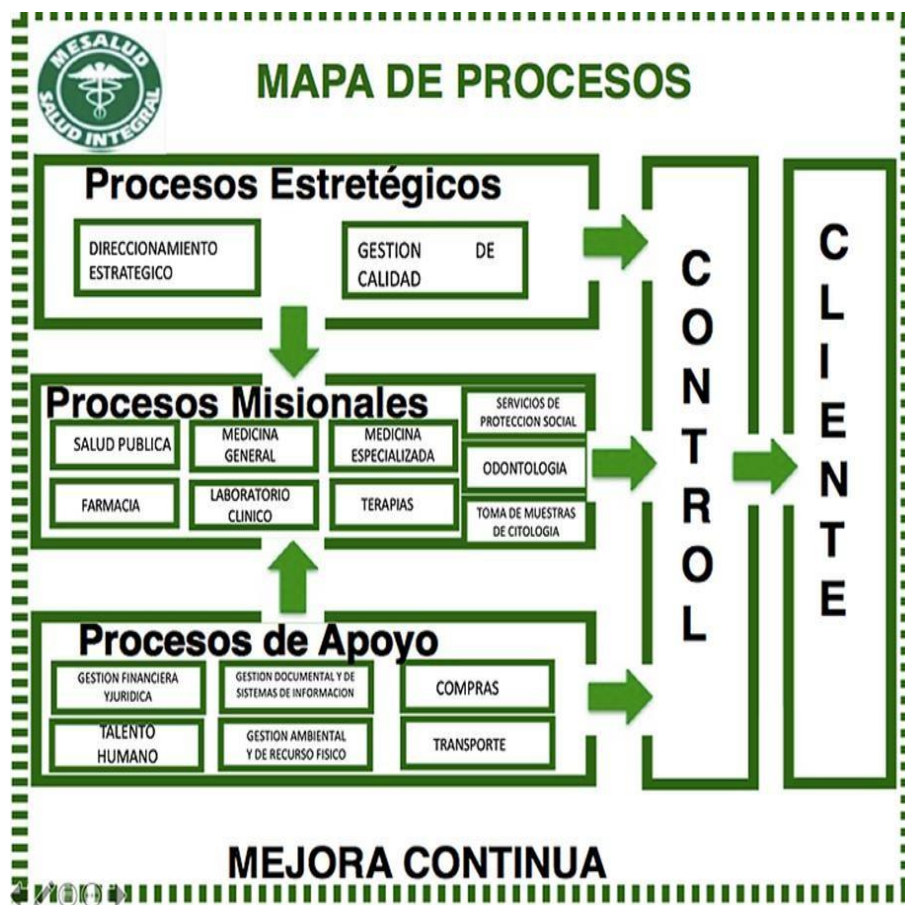 MESALUD
SALUD INTEGRAL
MAPA DE PROCESOS
Procesos Estretégicos
DIRECCIONAMIENTO
ESTRATEGICO
GESTION DE
CALIDAD
Procesos Misionales
SALUD PUBLICA
MEDICINA
GENERAL
MEDICINA
ESPECIALIZADA
SERVICIOS DE
PROTECCION SOCIAL
ODONTOLOGIA
FARMACIA
LABORATORIO
CLINICO
TERAPIAS
TOMA DE MUESTRAS
DE CITOLOGIA
Procesos de Apoyo
GESTION FINANCIERA
YJURIDICA
GESTION DOCUMENTAL Y DE
SISTEMAS DE INFORMACION
COMPRAS
TALENTO
HUMANO
GESTION AMBIENTAL
Y DE RECURSO FISICO
TRANSPORTE
CONTROL
CLIENTE
MEJORA CONTINUA